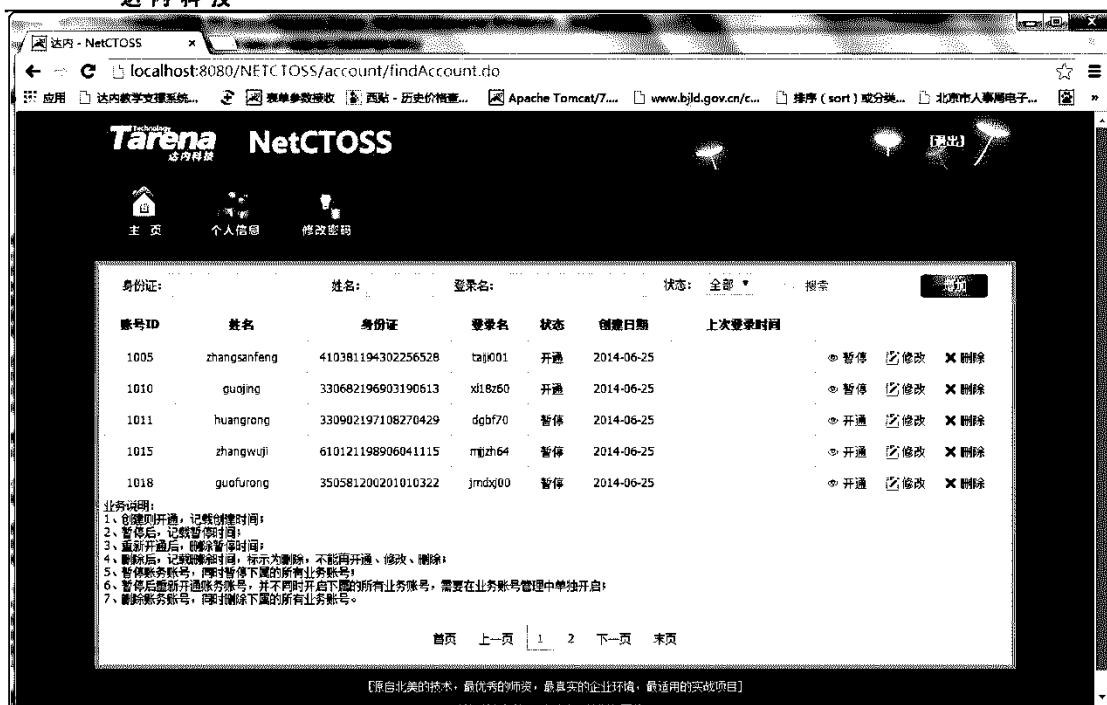 达内科技
达内 - NetCTOSS
localhost:8080/NETCTOSS/account/findAccount.do
应用 达内教学支撑系统... 表单参数接收 西贴 - 历史价格查... Apache Tomcat/7.... www.bjld.gov.cn/c... 排序（sort）或分类... 北京市人事局电子... »
Technology
Tarena NetCTOSS [退出]
达内科技
主 页 个人信息 修改密码
身份证: 姓名: 登录名: 状态: 全部 搜索 增加
账号ID 姓名 身份证 登录名 状态 创建日期 上次登录时间
1005 zhangsanfeng 410381194302256528 taiji001 开通 2014-06-25 暂停 修改 删除
1010 guojing 330682196903190613 xl18z60 开通 2014-06-25 暂停 修改 删除
1011 huangrong 330902197108270429 dgbf70 暂停 2014-06-25 开通 修改 删除
1015 zhangwuji 610121198906041115 mjjzh64 暂停 2014-06-25 开通 修改 删除
1018 guofurong 350581200201010322 jmdxj00 暂停 2014-06-25 开通 修改 删除
业务说明:
1、创建则开通，记载创建时间;
2、暂停后，记载暂停时间;
3、重新开通后，删除暂停时间;
4、删除后，记载删除时间，标示为删除，不能再开通、修改、删除;
5、暂停账务账号，同时暂停下属的所有业务账号;
6、暂停后重新开通账务账号，并不同时开启下属的所有业务账号，需要在业务账号管理中单独开启;
7、删除账务账号，同时删除下属的所有业务账号。
首页 上一页 1 2 下一页 末页
[源自北美的技术，最优秀的师资，最真实的企业环境，最适用的实战项目]